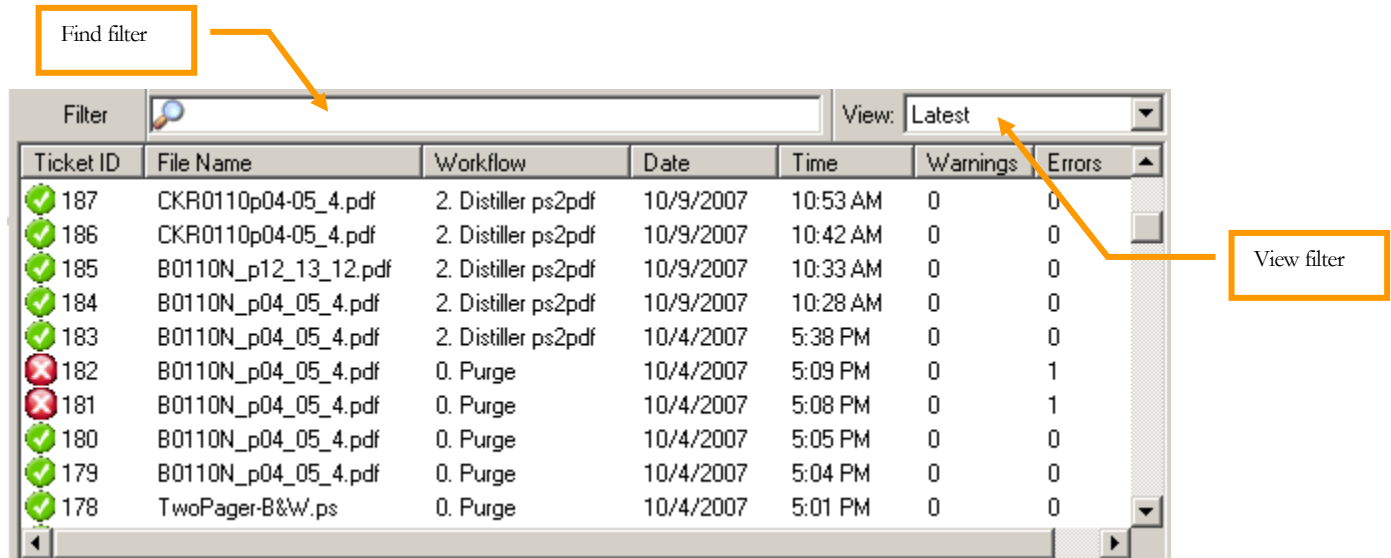 Find filter
Filter View: Latest
Ticket ID File Name Workflow Date Time Warnings Errors
187 CKR0110p04-05_4.pdf 2. Distiller ps2pdf 10/9/2007 10:53 AM 0 0
186 CKR0110p04-05_4.pdf 2. Distiller ps2pdf 10/9/2007 10:42 AM 0 0
185 B0110N_p12_13_12.pdf 2. Distiller ps2pdf 10/9/2007 10:33 AM 0 0
View filter
184 B0110N_p04_05_4.pdf 2. Distiller ps2pdf 10/9/2007 10:28 AM 0 0
183 B0110N_p04_05_4.pdf 2. Distiller ps2pdf 10/4/2007 5:38 PM 0 0
182 B0110N_p04_05_4.pdf 0. Purge 10/4/2007 5:09 PM 0 1
181 B0110N_p04_05_4.pdf 0. Purge 10/4/2007 5:08 PM 0 1
180 B0110N_p04_05_4.pdf 0. Purge 10/4/2007 5:05 PM 0 0
179 B0110N_p04_05_4.pdf 0. Purge 10/4/2007 5:04 PM 0 0
178 TwoPager-B&W.ps 0. Purge 10/4/2007 5:01 PM 0 0